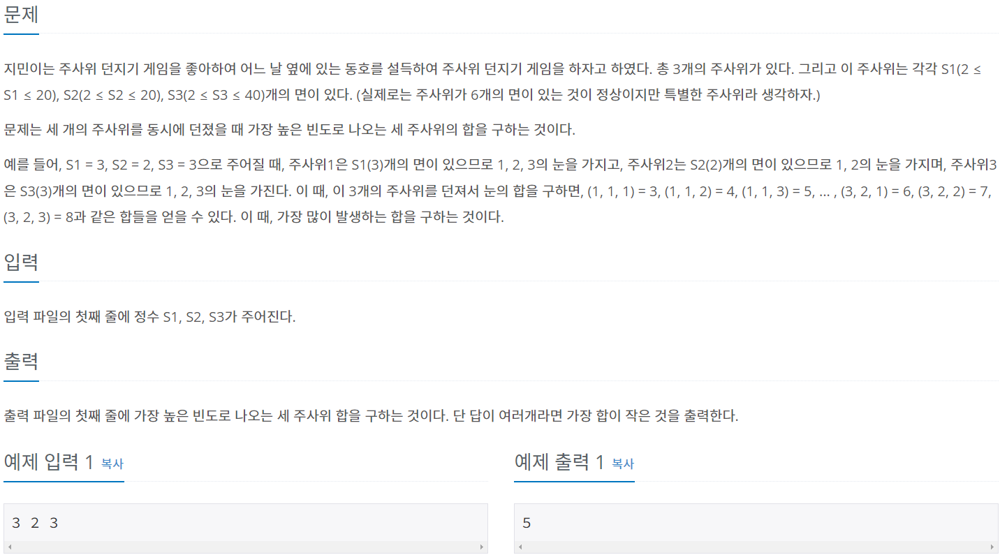 문제
지민이는 주사위 던지기 게임을 좋아하여 어느 날 옆에 있는 동호를 설득하여 주사위 던지기 게임을 하자고 하였다. 총 3개의 주사위가 있다. 그리고 이 주사위는 각각 S1(2 ≤
S1 ≤ 20), S2(2 ≤ S2 ≤ 20), S3(2 ≤ S3 ≤ 40)개의 면이 있다. (실제로는 주사위가 6개의 면이 있는 것이 정상이지만 특별한 주사위라 생각하자.)
문제는 세 개의 주사위를 동시에 던졌을 때 가장 높은 빈도로 나오는 세 주사위의 합을 구하는 것이다.
예를 들어, S1 = 3, S2 = 2, S3 = 3으로 주어질 때, 주사위1은 S1(3)개의 면이 있으므로 1, 2, 3의 눈을 가지고, 주사위2는 S2(2)개의 면이 있으므로 1, 2의 눈을 가지며, 주사위3
은 S3(3)개의 면이 있으므로 1, 2, 3의 눈을 가진다. 이 때, 이 3개의 주사위를 던져서 눈의 합을 구하면, (1, 1, 1) = 3, (1, 1, 2) = 4, (1, 1, 3) = 5, ... , (3, 2, 1) = 6, (3, 2, 2) = 7,
(3, 2, 3) = 8과 같은 합들을 얻을 수 있다. 이 때, 가장 많이 발생하는 합을 구하는 것이다.
입력
입력 파일의 첫째 줄에 정수 S1, S2, S3가 주어진다.
출력
출력 파일의 첫째 줄에 가장 높은 빈도로 나오는 세 주사위 합을 구하는 것이다. 단 답이 여러개라면 가장 합이 작은 것을 출력한다.
예제 입력 1 복사
3 2 3
예제 출력 1 복사
5